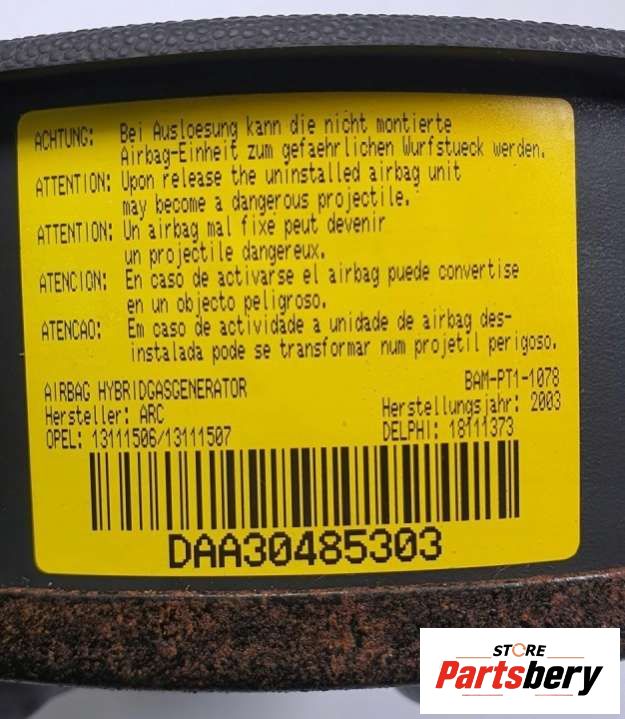 ACHTUNG: Bei Ausloesung kann die nicht montierte
Airbag-Einheit zum gefaehrlichen Wurfstueck werden.
ATTENTION: Upon release the uninstalled airbag unit
may become a dangerous projectile.
ATTENTION: Un airbag mal fixe peut devenir
un projectile dangereux.
ATENCION: En caso de activarse el airbag puede convertise
en un objecto peligroso.
ATENCAO: Em caso de actividade a unidade de airbag des-
instalada pode se transformar num projetil perigoso.
AIRBAG HYBRIDGASGENERATOR BAM-PT1-1078
Hersteller: ARC Herstellungsjahr: 2003
OPEL: 13111506/13111507 DELPHI: 18111373
DAA30485303
STORE
Partsbery